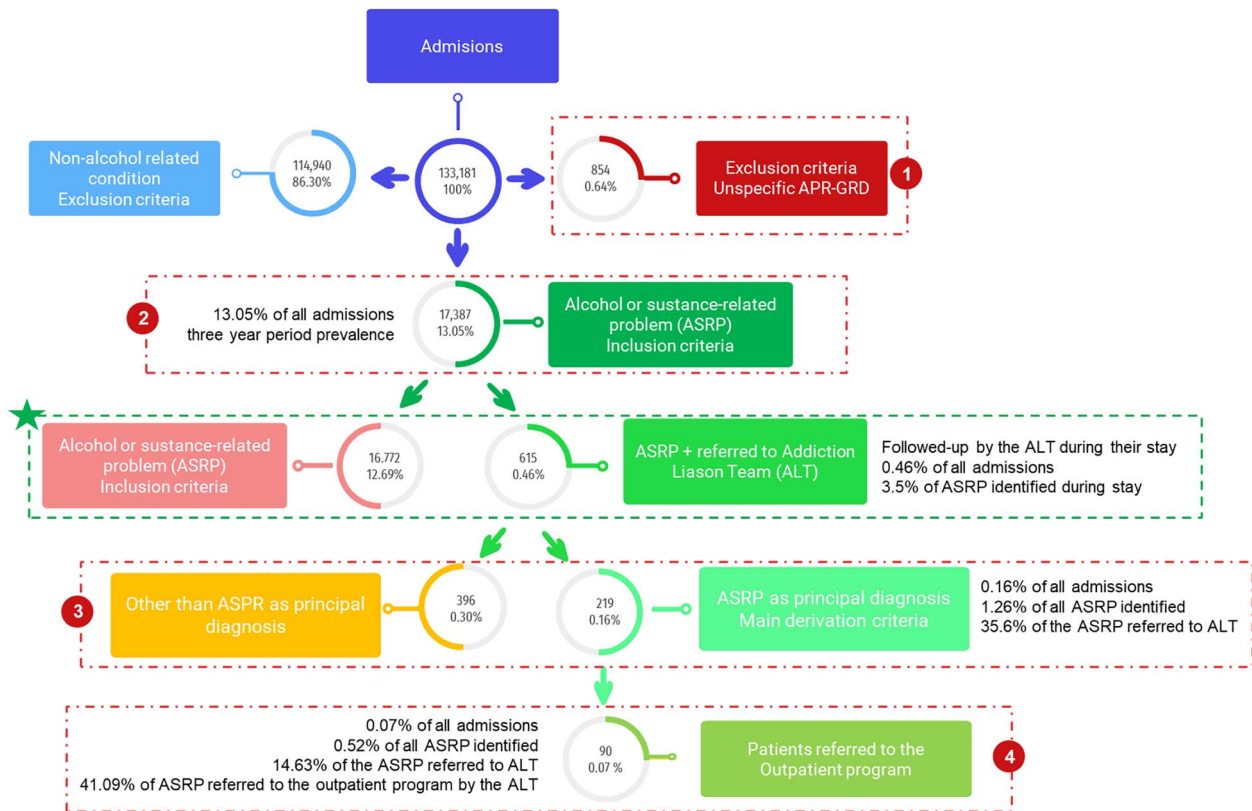 Admisions
Non-alcohol related
condition
Exclusion criteria
114,940
86.30%
133,181
100%
854
0.64%
Exclusion criteria
Unspecific APR-GRD
1
2
13.05% of all admissions
three year period prevalence
17,387
13.05%
Alcohol or sustance-related
problem (ASRP)
Inclusion criteria
Alcohol or sustance-related
problem (ASRP)
Inclusion criteria
16.772
12.69%
615
0.46%
ASRP + referred to Addiction
Liason Team (ALT)
Followed-up by the ALT during their stay
0.46% of all admissions
3.5% of ASRP identified during stay
3
Other than ASPR as principal
diagnosis
396
0.30%
219
0.16%
ASRP as principal diagnosis
Main derivation criteria
0.16% of all admissions
1.26% of all ASRP identified
35.6% of the ASRP referred to ALT
0.07% of all admissions
0.52% of all ASRP identified
14.63% of the ASRP referred to ALT
41.09% of ASRP referred to the outpatient program by the ALT
90
0.07 %
Patients referred to the
Outpatient program
4